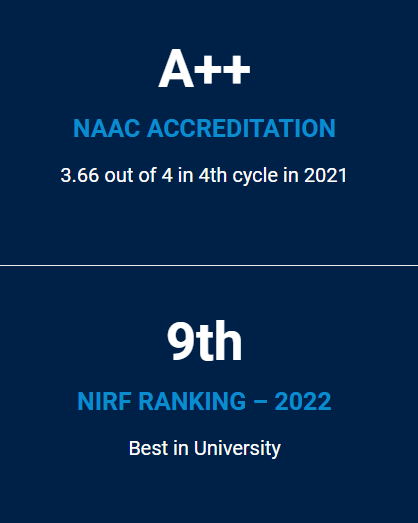 A++
NAAC ACCREDITATION
3.66 out of 4 in 4th cycle in 2021
9th
NIRF RANKING – 2022
Best in University